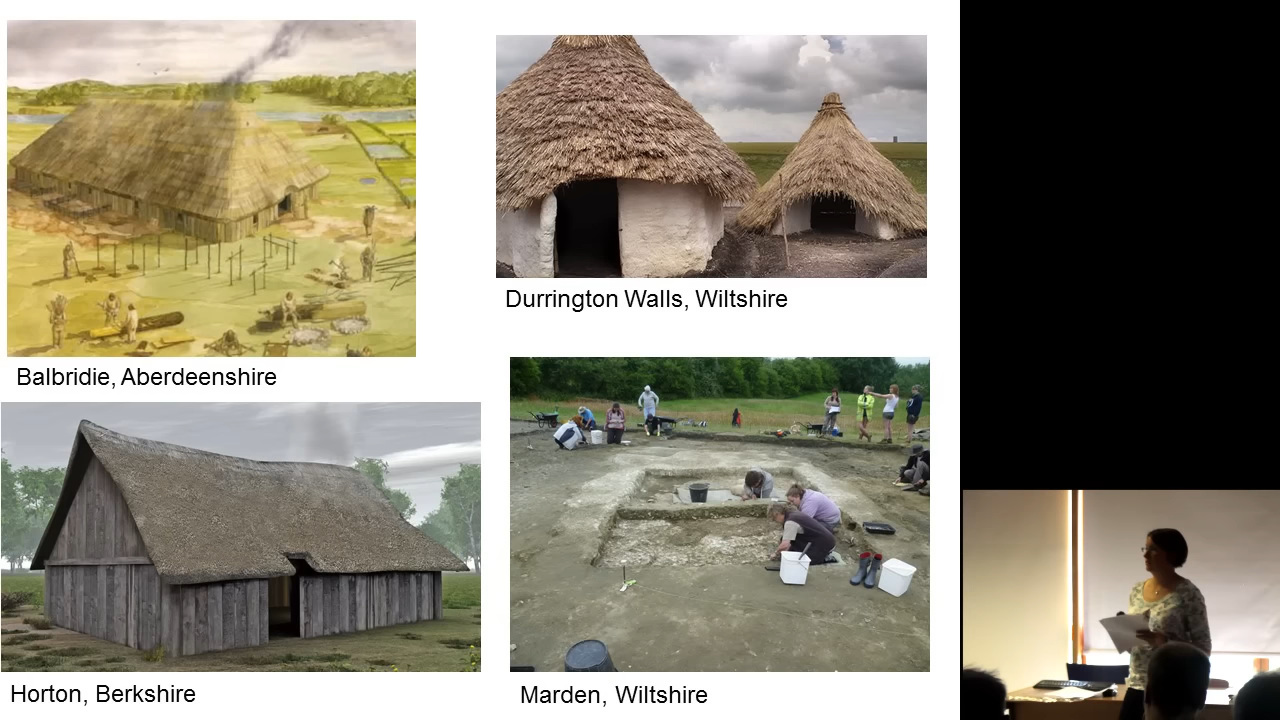 Balbridie, Aberdeenshire
Durrington Walls, Wiltshire
Horton, Berkshire
Marden, Wiltshire